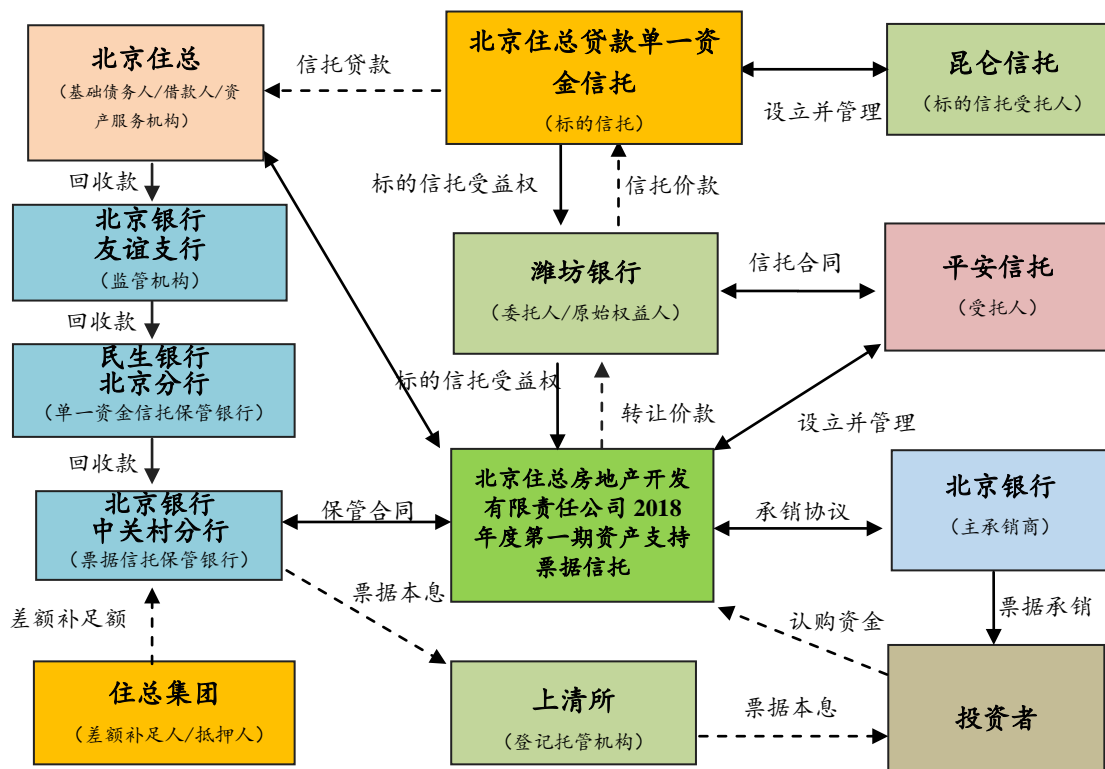 北京住总
（基础债务人/借款人/资
产服务机构）
信托贷款
北京住总贷款单一资
金信托
（标的信托）
设立并管理
昆仑信托
（标的信托受托人）
回收款
标的信托受益权
信托价款
北京银行
友谊支行
（监管机构）
潍坊银行
（委托人/原始权益人）
信托合同
平安信托
（受托人）
回收款
民生银行
北京分行
（单一资金信托保管银行）
标的信托受益权
转让价款
设立并管理
回收款
北京银行
中关村分行
（票据信托保管银行）
保管合同
北京住总房地产开发
有限责任公司 2018
年度第一期资产支持
票据信托
承销协议
北京银行
（主承销商）
差额补足额
票据本息
认购资金
票据承销
住总集团
（差额补足人/抵押人）
上清所
（登记托管机构）
票据本息
投资者